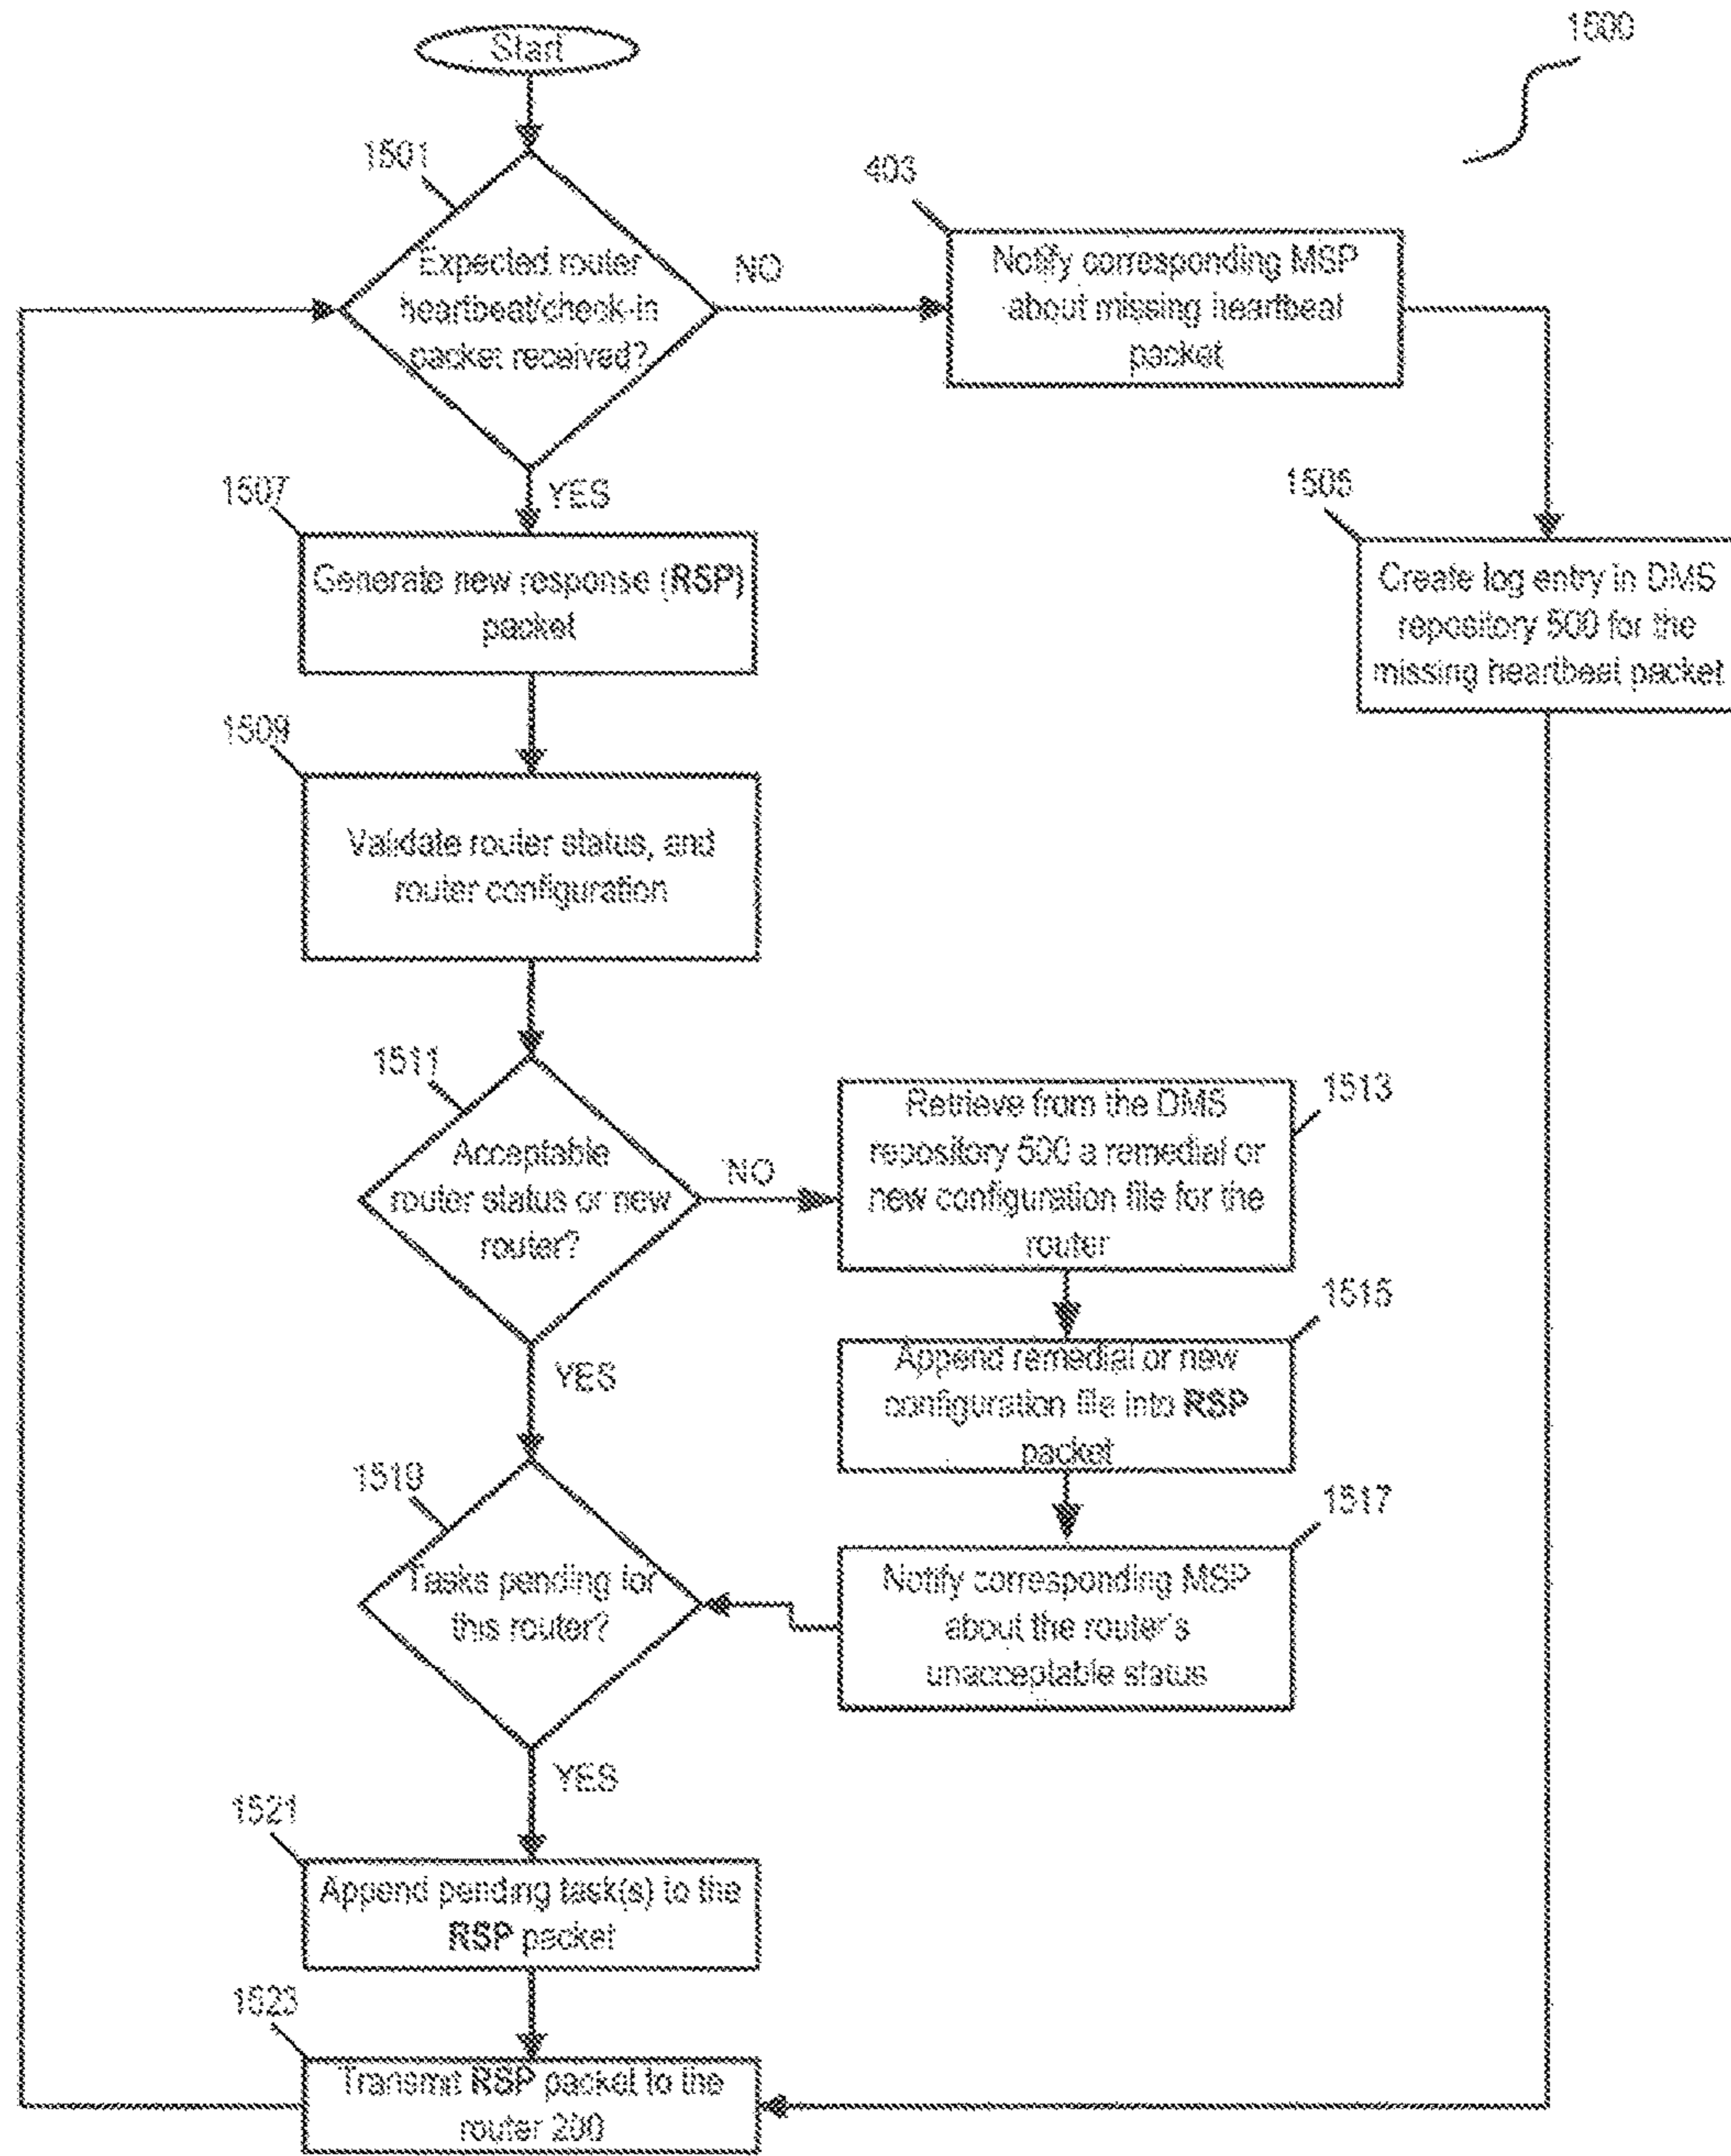 1500
Start
1501
Expected router
heartbeat/check-in
packet received?
NO
403
Notify corresponding MSP
about missing heartbeat
packet
YES
1507
Generate new response (RSP)
packet
1505
Create log entry in DMS
repository 500 for the
missing heartbeat packet
1509
Validate router status, and
router configuration
1511
Acceptable
router status or new
router?
NO
1513
Retrieve from the DMS
repository 500 a remedial or
new configuration file for the
router
YES
1515
Append remedial or new
configuration file into RSP
packet
1519
Tasks pending for
this router?
1517
Notify corresponding MSP
about the router's
unacceptable status
YES
1521
Append pending task(s) to the
RSP packet
1523
Transmit RSP packet to the
router 200